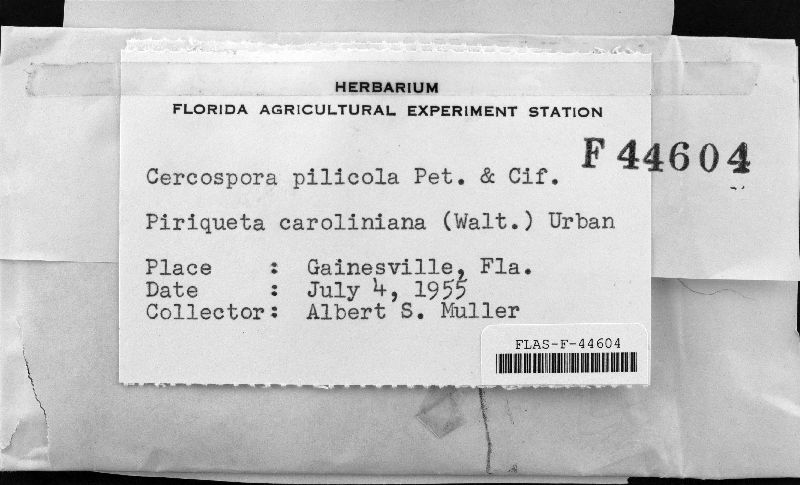 HERBARIUM
FLORIDA AGRICULTURAL EXPERIMENT STATION
F 44604
Cercospora pilicola Pet. & Cif.
Piriqueta caroliniana (Walt.) Urban
Place : Gainesville, Fla.
Date : July 4, 1955
Collector: Albert S. Muller
FLAS-F-44604